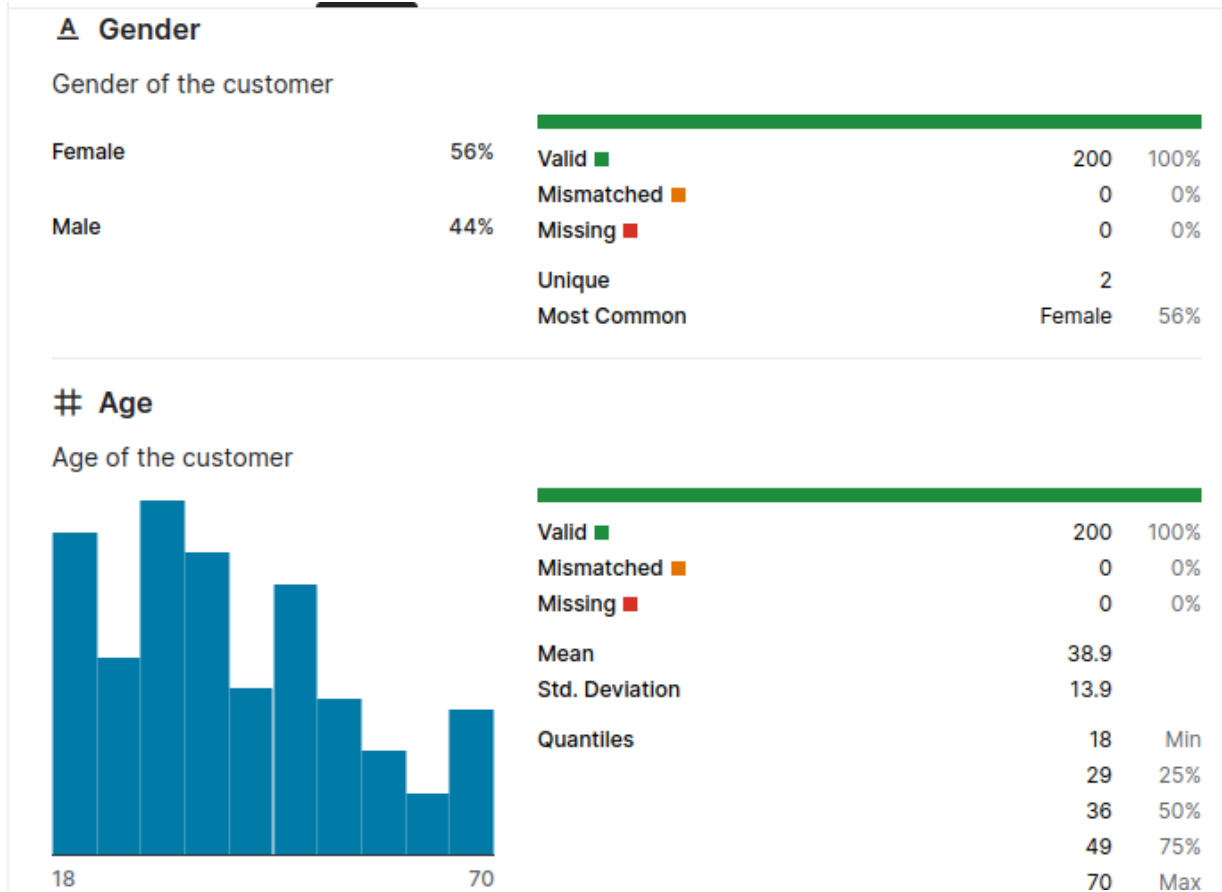 A Gender
Gender of the customer
Female 56%
Male 44%
Valid 200 100%
Mismatched 0 0%
Missing 0 0%
Unique 2
Most Common Female 56%
# Age
Age of the customer
18 70
Valid 200 100%
Mismatched 0 0%
Missing 0 0%
Mean 38.9
Std. Deviation 13.9
Quantiles 18 Min
29 25%
36 50%
49 75%
70 Max